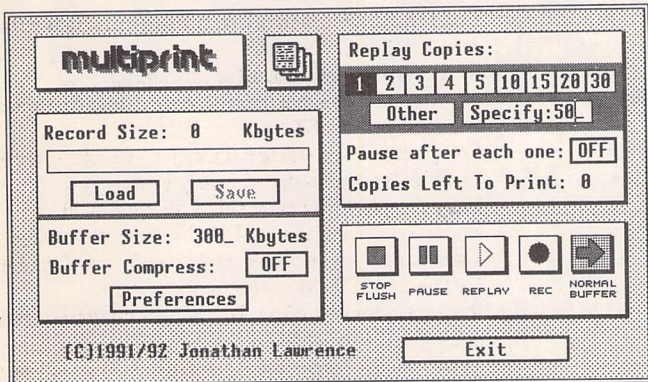 multiprint
Record Size: 0 Kbytes
Load Save
Buffer Size: 300_ Kbytes
Buffer Compress: OFF
Preferences
Replay Copies:
1 2 3 4 5 10 15 20 30
Other Specify:50_
Pause after each one: OFF
Copies Left To Print: 0
STOP FLUSH
PAUSE
REPLAY
REC
NORMAL BUFFER
(C)1991/92 Jonathan Lawrence
Exit